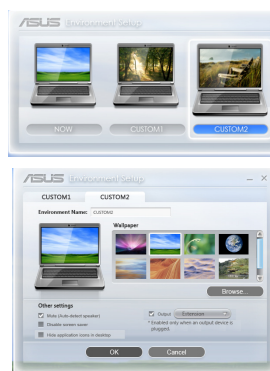 ASUS Environment Setup
NOW
CUSTOM1
CUSTOM2
ASUS Environment Setup
CUSTOM1
CUSTOM2
Environment Name: CUSTOM2
Wallpaper
Browse...
Other settings
Mute (Auto-detect speaker)
Disable screen saver
Hide application icons in desktop
Output
Extension
* Enabled only when an output device is
plugged.
OK
Cancel